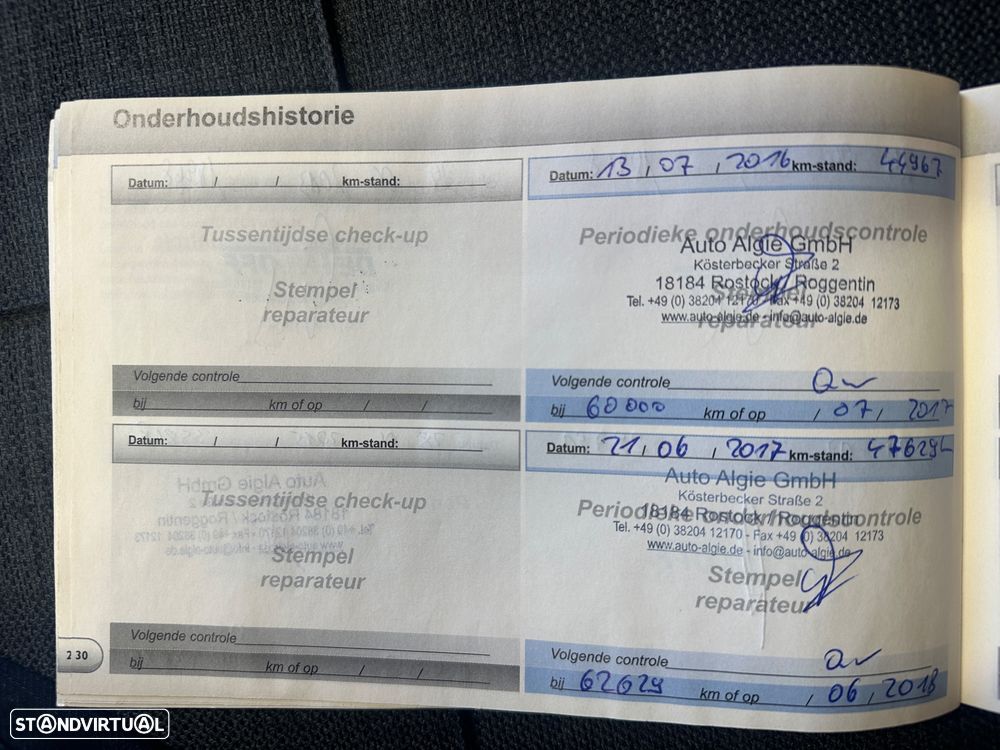 Onderhoudshistorie
Datum: / / km-stand:
Tussentijdse check-up
Stempel
reparateur
Volgende controle
bij km of op / /
Datum: 13 / 07 / 2016 km-stand: 44967
Periodieke onderhoudscontrole
Auto Algie GmbH
Kösterbecker Straße 2
18184 Rostock / Roggentin
Stempel
Tel. +49 (0) 38204 12170 - Fax +49 (0) 38204 12173
www.auto-algie.de - info@auto-algie.de
reparateur
Volgende controle
bij 60000 km of op / 07 / 2017
Datum: / / km-stand:
Tussentijdse check-up
Stempel
reparateur
Volgende controle
bij km of op / /
Datum: 21 / 06 / 2017 km-stand: 47629
Auto Algie GmbH
Kösterbecker Straße 2
Periodieke onderhoudscontrole
18184 Rostock / Roggentin
Tel. +49 (0) 38204 12170 - Fax +49 (0) 38204 12173
www.auto-algie.de - info@auto-algie.de
Stempel
reparateur
Volgende controle
bij 62629 km of op / 06 / 2018
2 30
STANDVIRTUAL